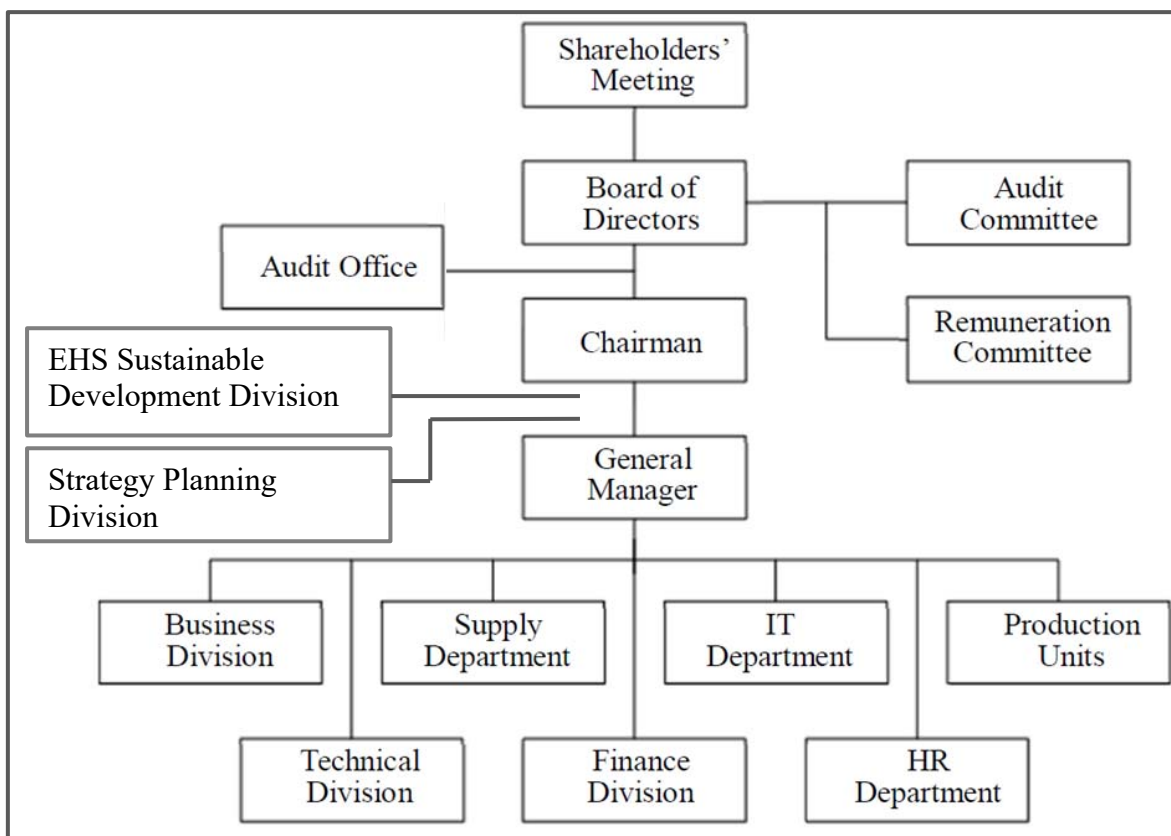 Shareholders’
Meeting
Board of
Directors
Audit
Committee
Audit Office
Remuneration
Committee
Chairman
EHS Sustainable
Development Division
General
Manager
Strategy Planning
Division
Business
Division
Supply
Department
IT
Department
Production
Units
Technical
Division
Finance
Division
HR
Department